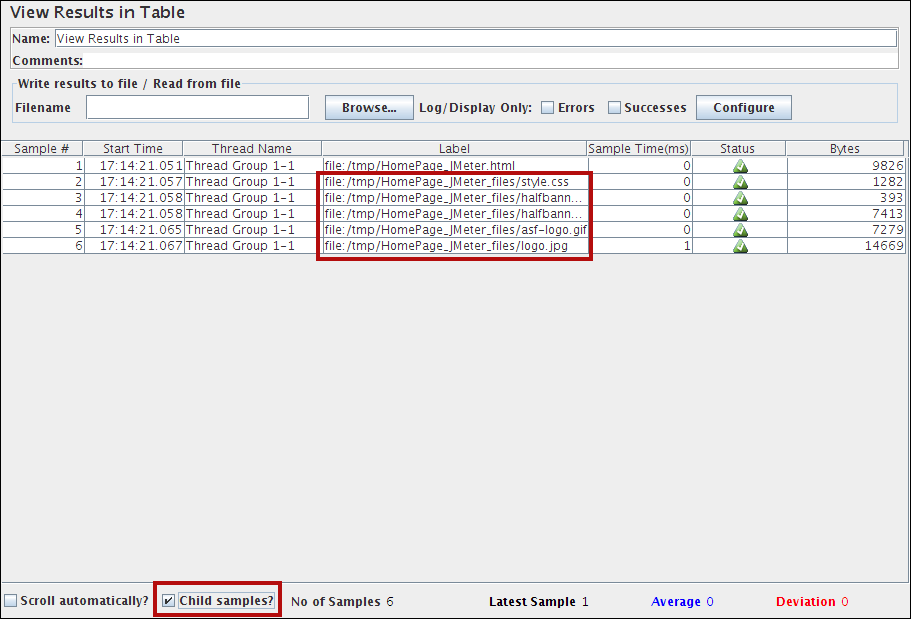 View Results in Table
Name: View Results in Table
Comments:
Write results to file / Read from file
Filename Browse... Log/Display Only: Errors Successes Configure
Sample # Start Time Thread Name Label Sample Time(ms) Status Bytes
1 17:14:21.051 Thread Group 1-1 file:/tmp/HomePage_JMeter.html 0 9826
2 17:14:21.057 Thread Group 1-1 file:/tmp/HomePage_JMeter_files/style.css 0 1282
3 17:14:21.058 Thread Group 1-1 file:/tmp/HomePage_JMeter_files/halfbann... 0 393
4 17:14:21.058 Thread Group 1-1 file:/tmp/HomePage_JMeter_files/halfbann... 0 7413
5 17:14:21.065 Thread Group 1-1 file:/tmp/HomePage_JMeter_files/asf-logo.gif 0 7279
6 17:14:21.067 Thread Group 1-1 file:/tmp/HomePage_JMeter_files/logo.jpg 1 14669
Scroll automatically? Child samples? No of Samples 6 Latest Sample 1 Average 0 Deviation 0